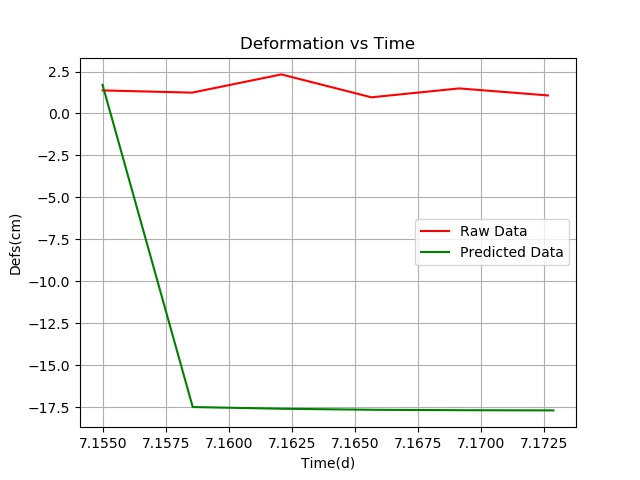 Deformation vs Time
2.5
0.0
−2.5
−5.0
−7.5
−10.0
−12.5
−15.0
−17.5
Defs(cm)
Raw Data
Predicted Data
7.1550 7.1575 7.1600 7.1625 7.1650 7.1675 7.1700 7.1725
Time(d)